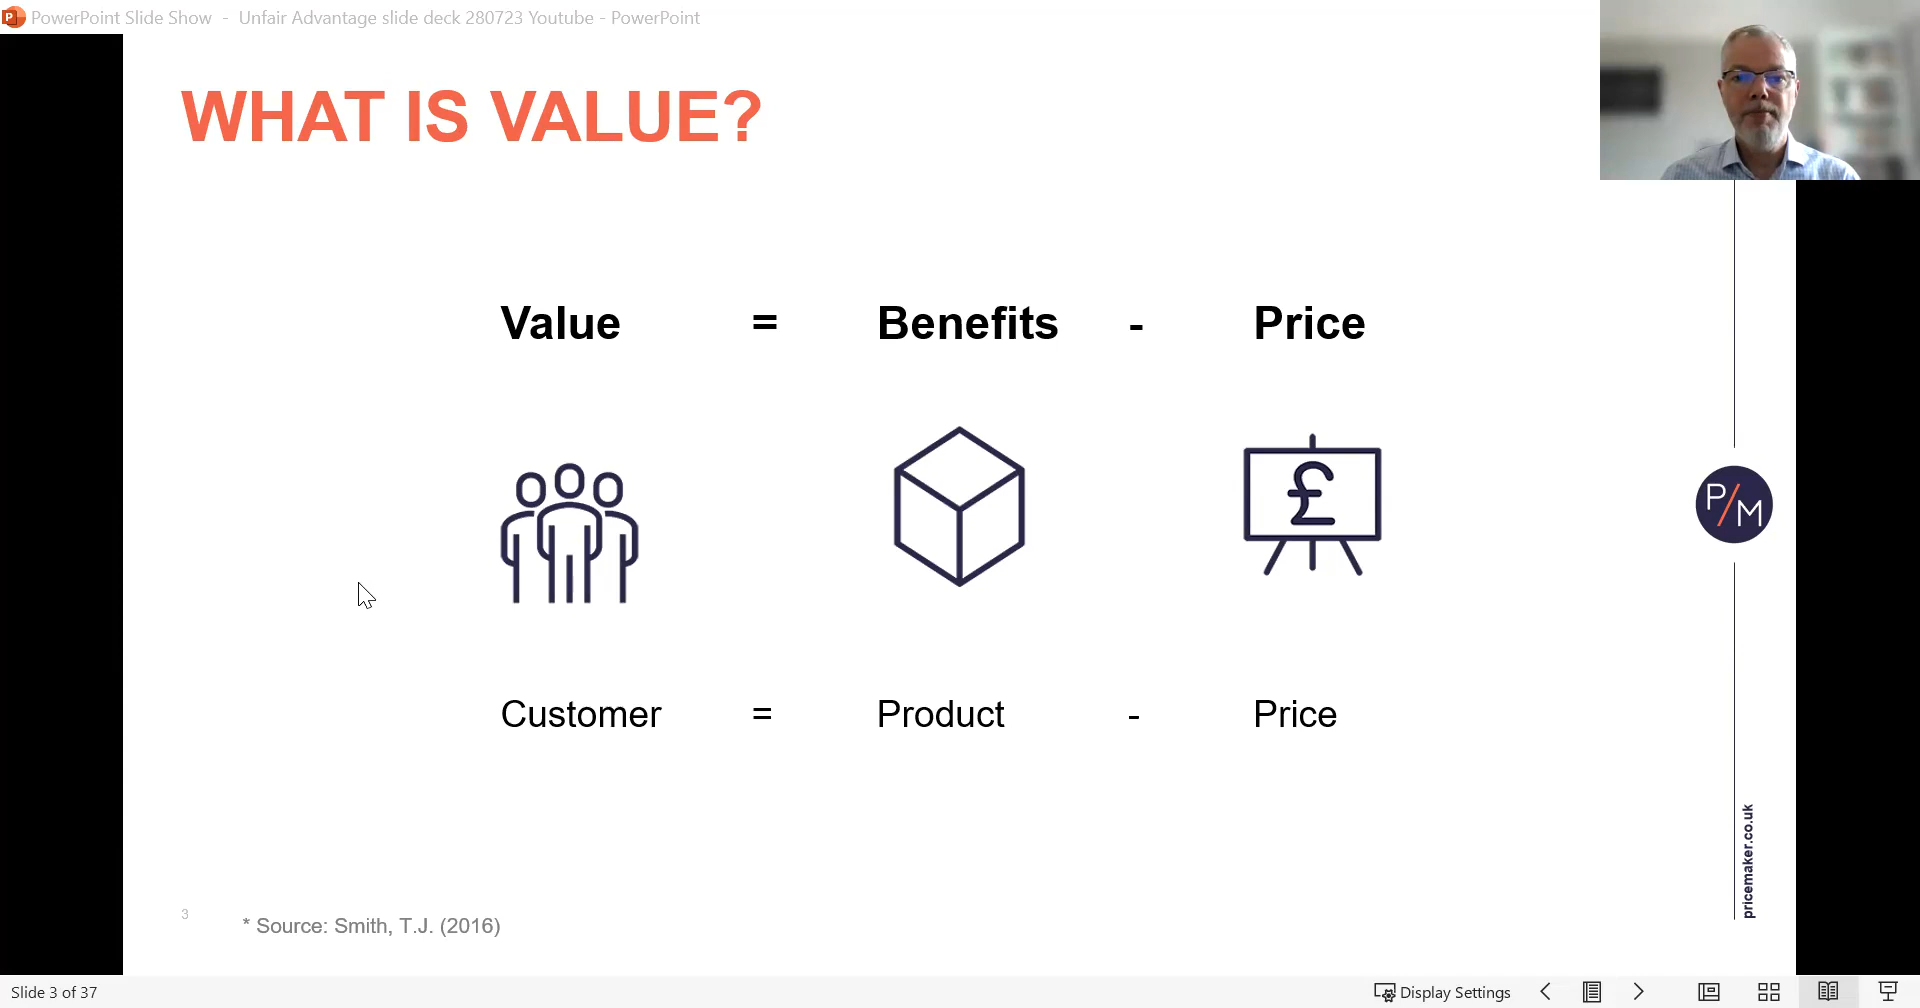 PowerPoint Slide Show - Unfair Advantage slide deck 280723 Youtube - PowerPoint
WHAT IS VALUE?
Value = Benefits - Price
£
P/M
Customer = Product - Price
pricemaker.co.uk
3
* Source: Smith, T.J. (2016)
Slide 3 of 37
Display Settings